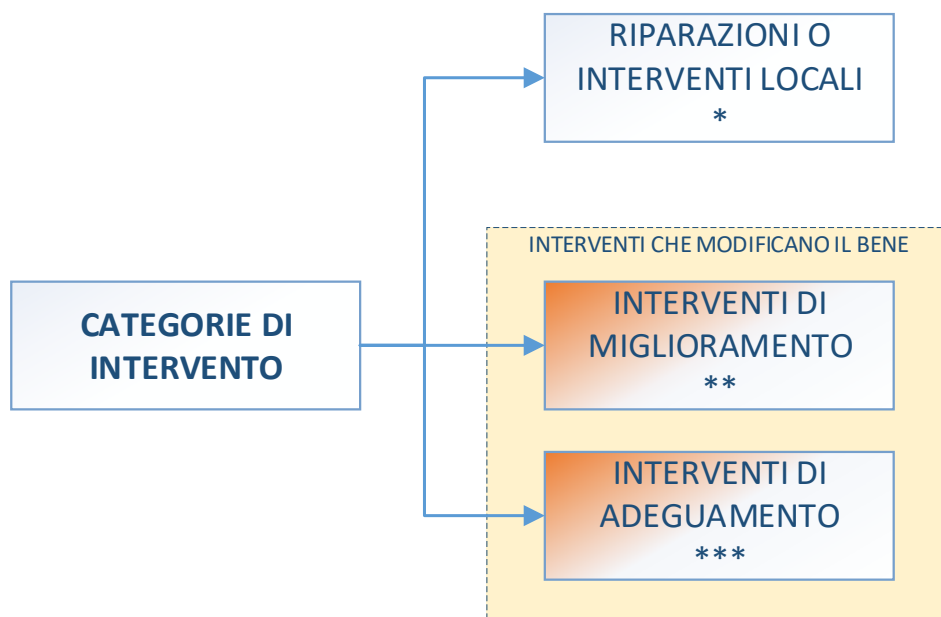 RIPARAZIONI O
INTERVENTI LOCALI
*
INTERVENTI CHE MODIFICANO IL BENE
CATEGORIE DI
INTERVENTO
INTERVENTI DI
MIGLIORAMENTO
**
INTERVENTI DI
ADEGUAMENTO
***